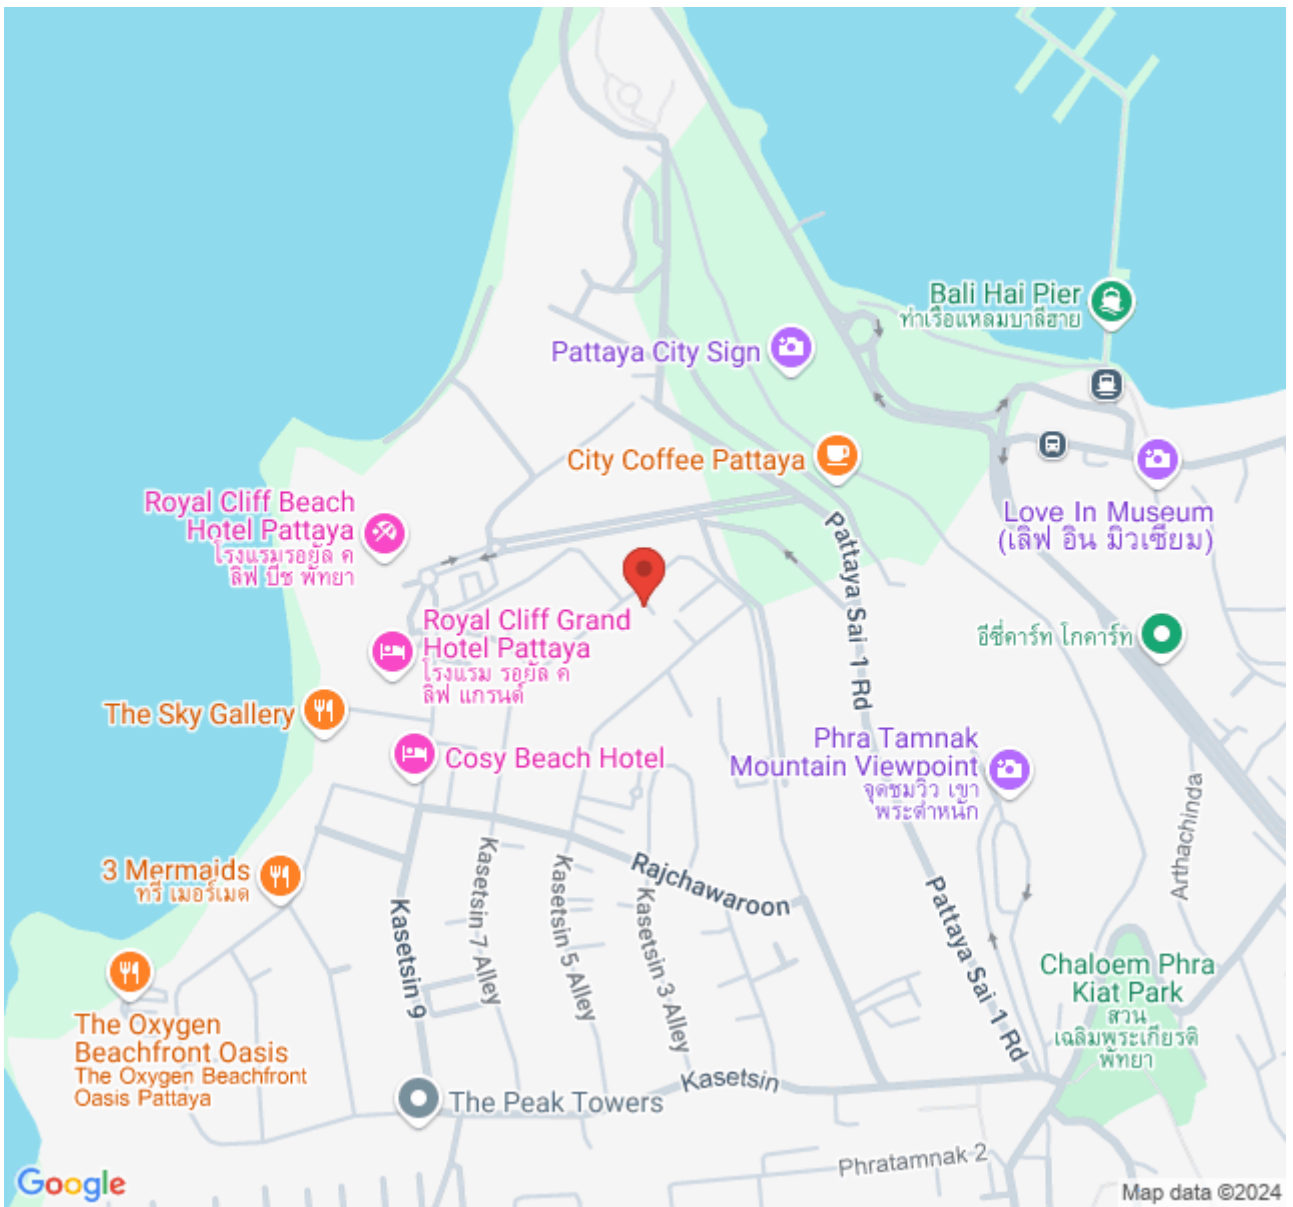 Bali Hai Pier
ท่าเรือแหลมบาลีฮาย
Pattaya City Sign
City Coffee Pattaya
Royal Cliff Beach
Hotel Pattaya
โรงแรมรอยัล ค
ลิฟ บีช พัทยา
Love In Museum
(เลิฟ อิน มิวเซียม)
Pattaya Sai 1 Rd
Royal Cliff Grand
Hotel Pattaya
โรงแรม รอยัล ค
ลิฟ แกรนด์
อีซี่คาร์ท โกคาร์ท
The Sky Gallery
Cosy Beach Hotel
Phra Tamnak
Mountain Viewpoint
จุดชมวิว เขา
พระตำหนัก
Arthachinda
3 Mermaids
ทรี เมอร์เมด
Rajchawaroon
Kasetsin 9
Kasetsin 7 Alley
Kasetsin 5 Alley
Kasetsin 3 Alley
Pattaya Sai 1 Rd
Chaloem Phra
Kiat Park
สวน
เฉลิมพระเกียรติ
พัทยา
The Oxygen
Beachfront Oasis
The Oxygen Beachfront
Oasis Pattaya
Kasetsin
The Peak Towers
Phratamnak 2
Google
Map data ©2024